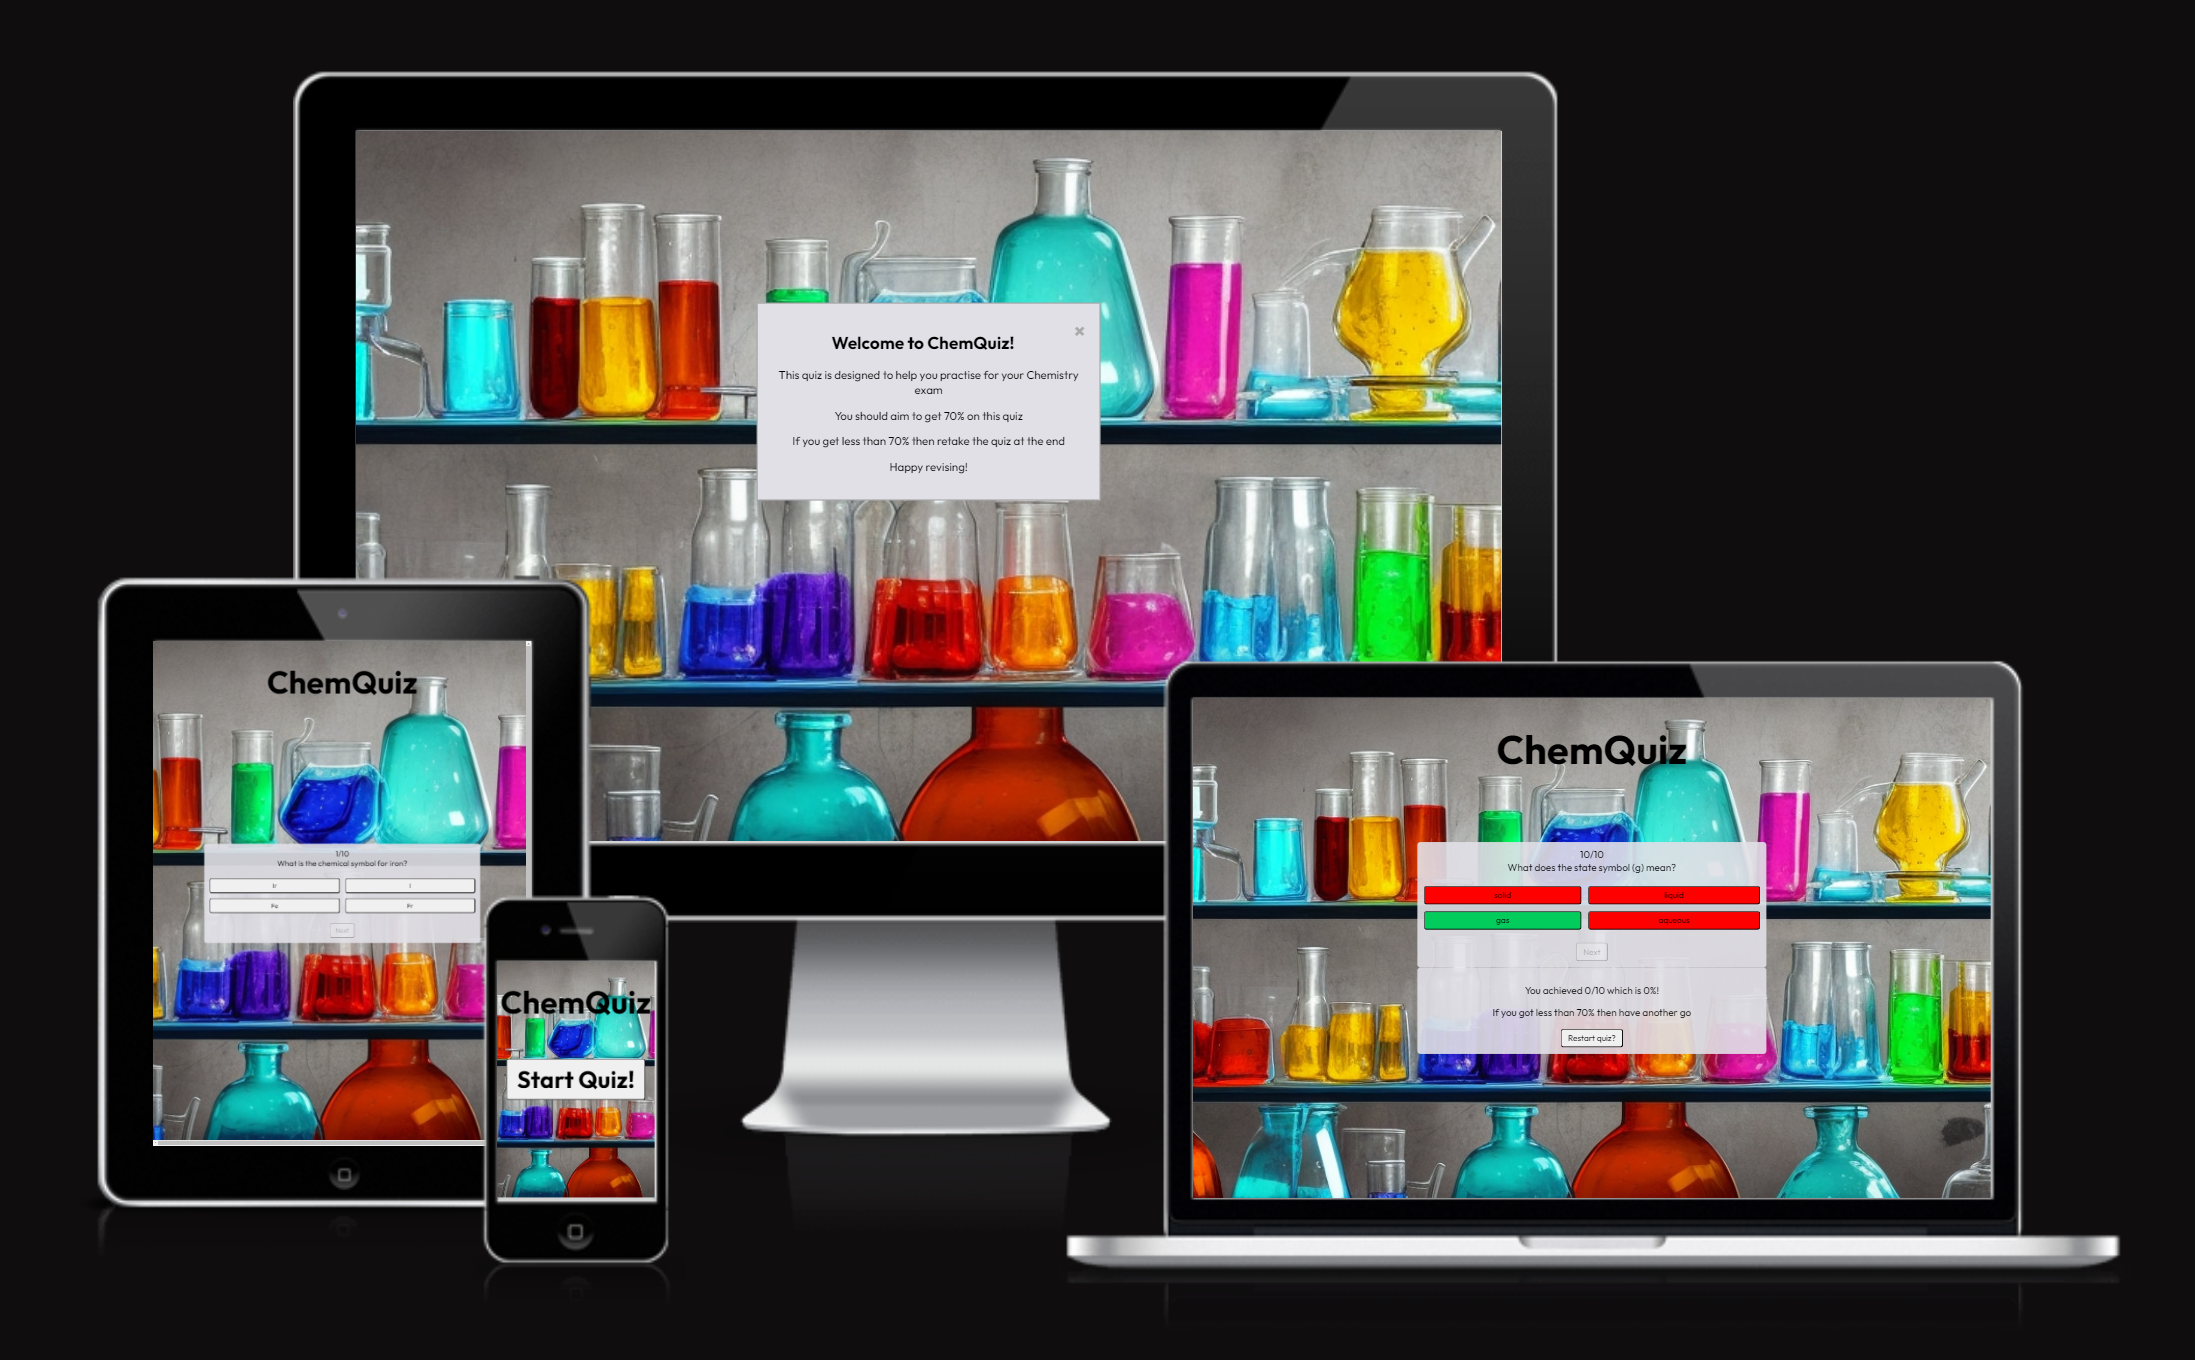 Welcome to ChemQuiz!
This quiz is designed to help you practise for your Chemistry
exam
You should aim to get 70% on this quiz
If you get less than 70% then retake the quiz at the end
Happy revising!
ChemQuiz
1/10
What is the chemical symbol for iron?
Ir
I
Fe
Fr
Next
ChemQuiz
Start Quiz!
ChemQuiz
10/10
What does the state symbol (g) mean?
solid
liquid
gas
aqueous
Next
You achieved 0/10 which is 0%!
If you got less than 70% then have another go
Restart quiz?